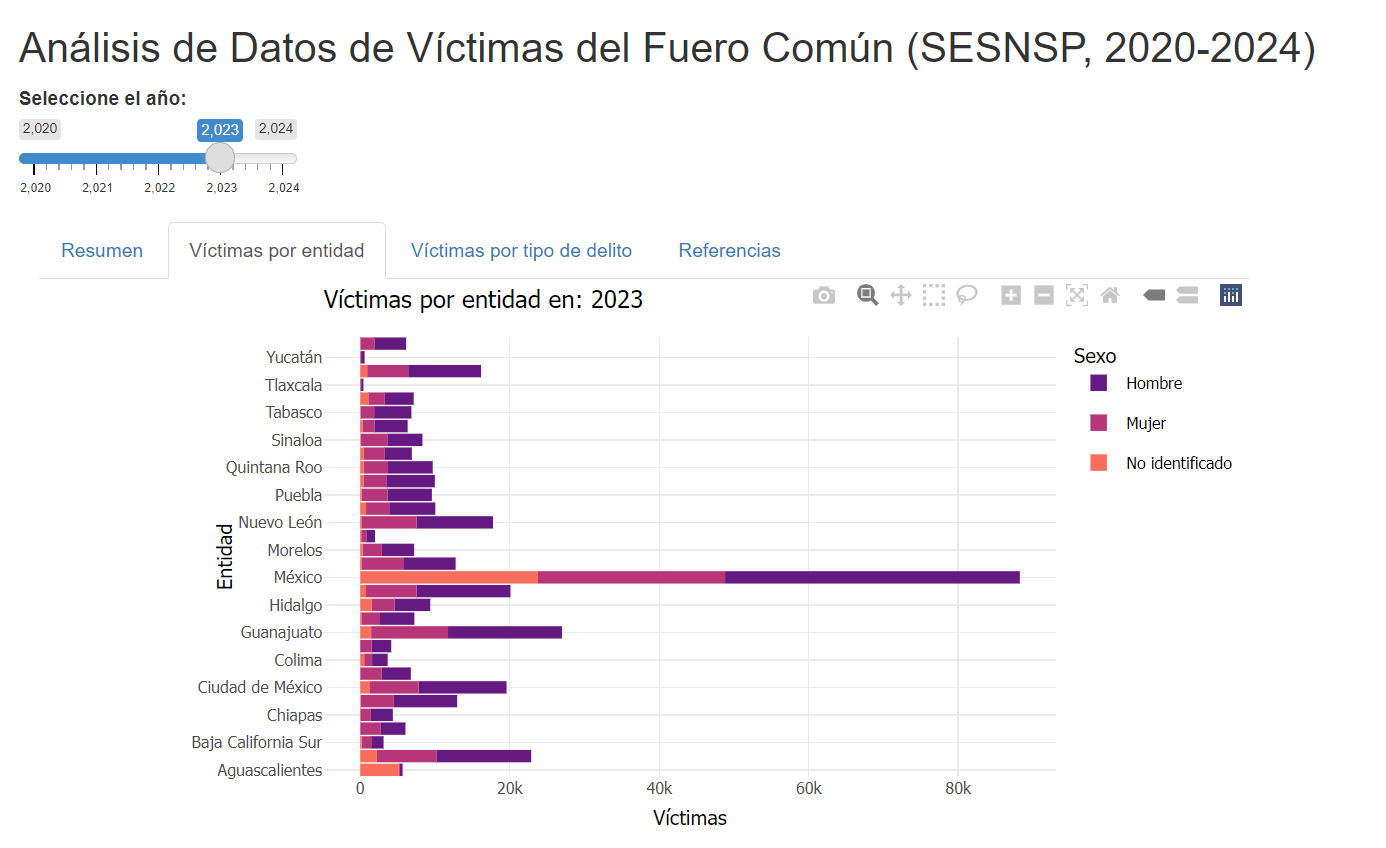 Análisis de Datos de Víctimas del Fuero Común (SESNSP, 2020-2024)
Seleccione el año:
2,020 2,023 2,024
2,020 2,021 2,022 2,023 2,024
Resumen Víctimas por entidad Víctimas por tipo de delito Referencias
Víctimas por entidad en: 2023
Entidad
Yucatán
Tlaxcala
Tabasco
Sinaloa
Quintana Roo
Puebla
Nuevo León
Morelos
México
Hidalgo
Guanajuato
Colima
Ciudad de México
Chiapas
Baja California Sur
Aguascalientes
0 20k 40k 60k 80k
Víctimas
Sexo
Hombre
Mujer
No identificado